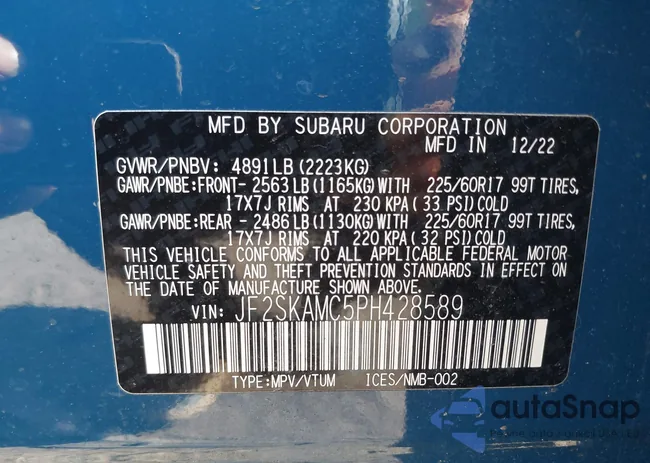 MFD BY SUBARU CORPORATION
MFD IN 12/22
GVWR/PNBV: 4891LB(2223KG)
GAWR/PNBE:FRONT- 2563LB(1165KG)WITH 225/60R17 99T TIRES,
17X7J RIMS AT 230 KPA(33 PSI)COLD
GAWR/PNBE:REAR - 2486LB(1130KG)WITH 225/60R17 99T TIRES,
17X7J RIMS AT 220 KPA(32 PSI)COLD
THIS VEHICLE CONFORMS TO ALL APPLICABLE FEDERAL MOTOR
VEHICLE SAFETY AND THEFT PREVENTION STANDARDS IN EFFECT ON
THE DATE OF MANUFACTURE SHOWN ABOVE.
VIN: JF2SKAMC5PH428589
TYPE:MPV/VTUM ICES/NMB-002
autoSnap